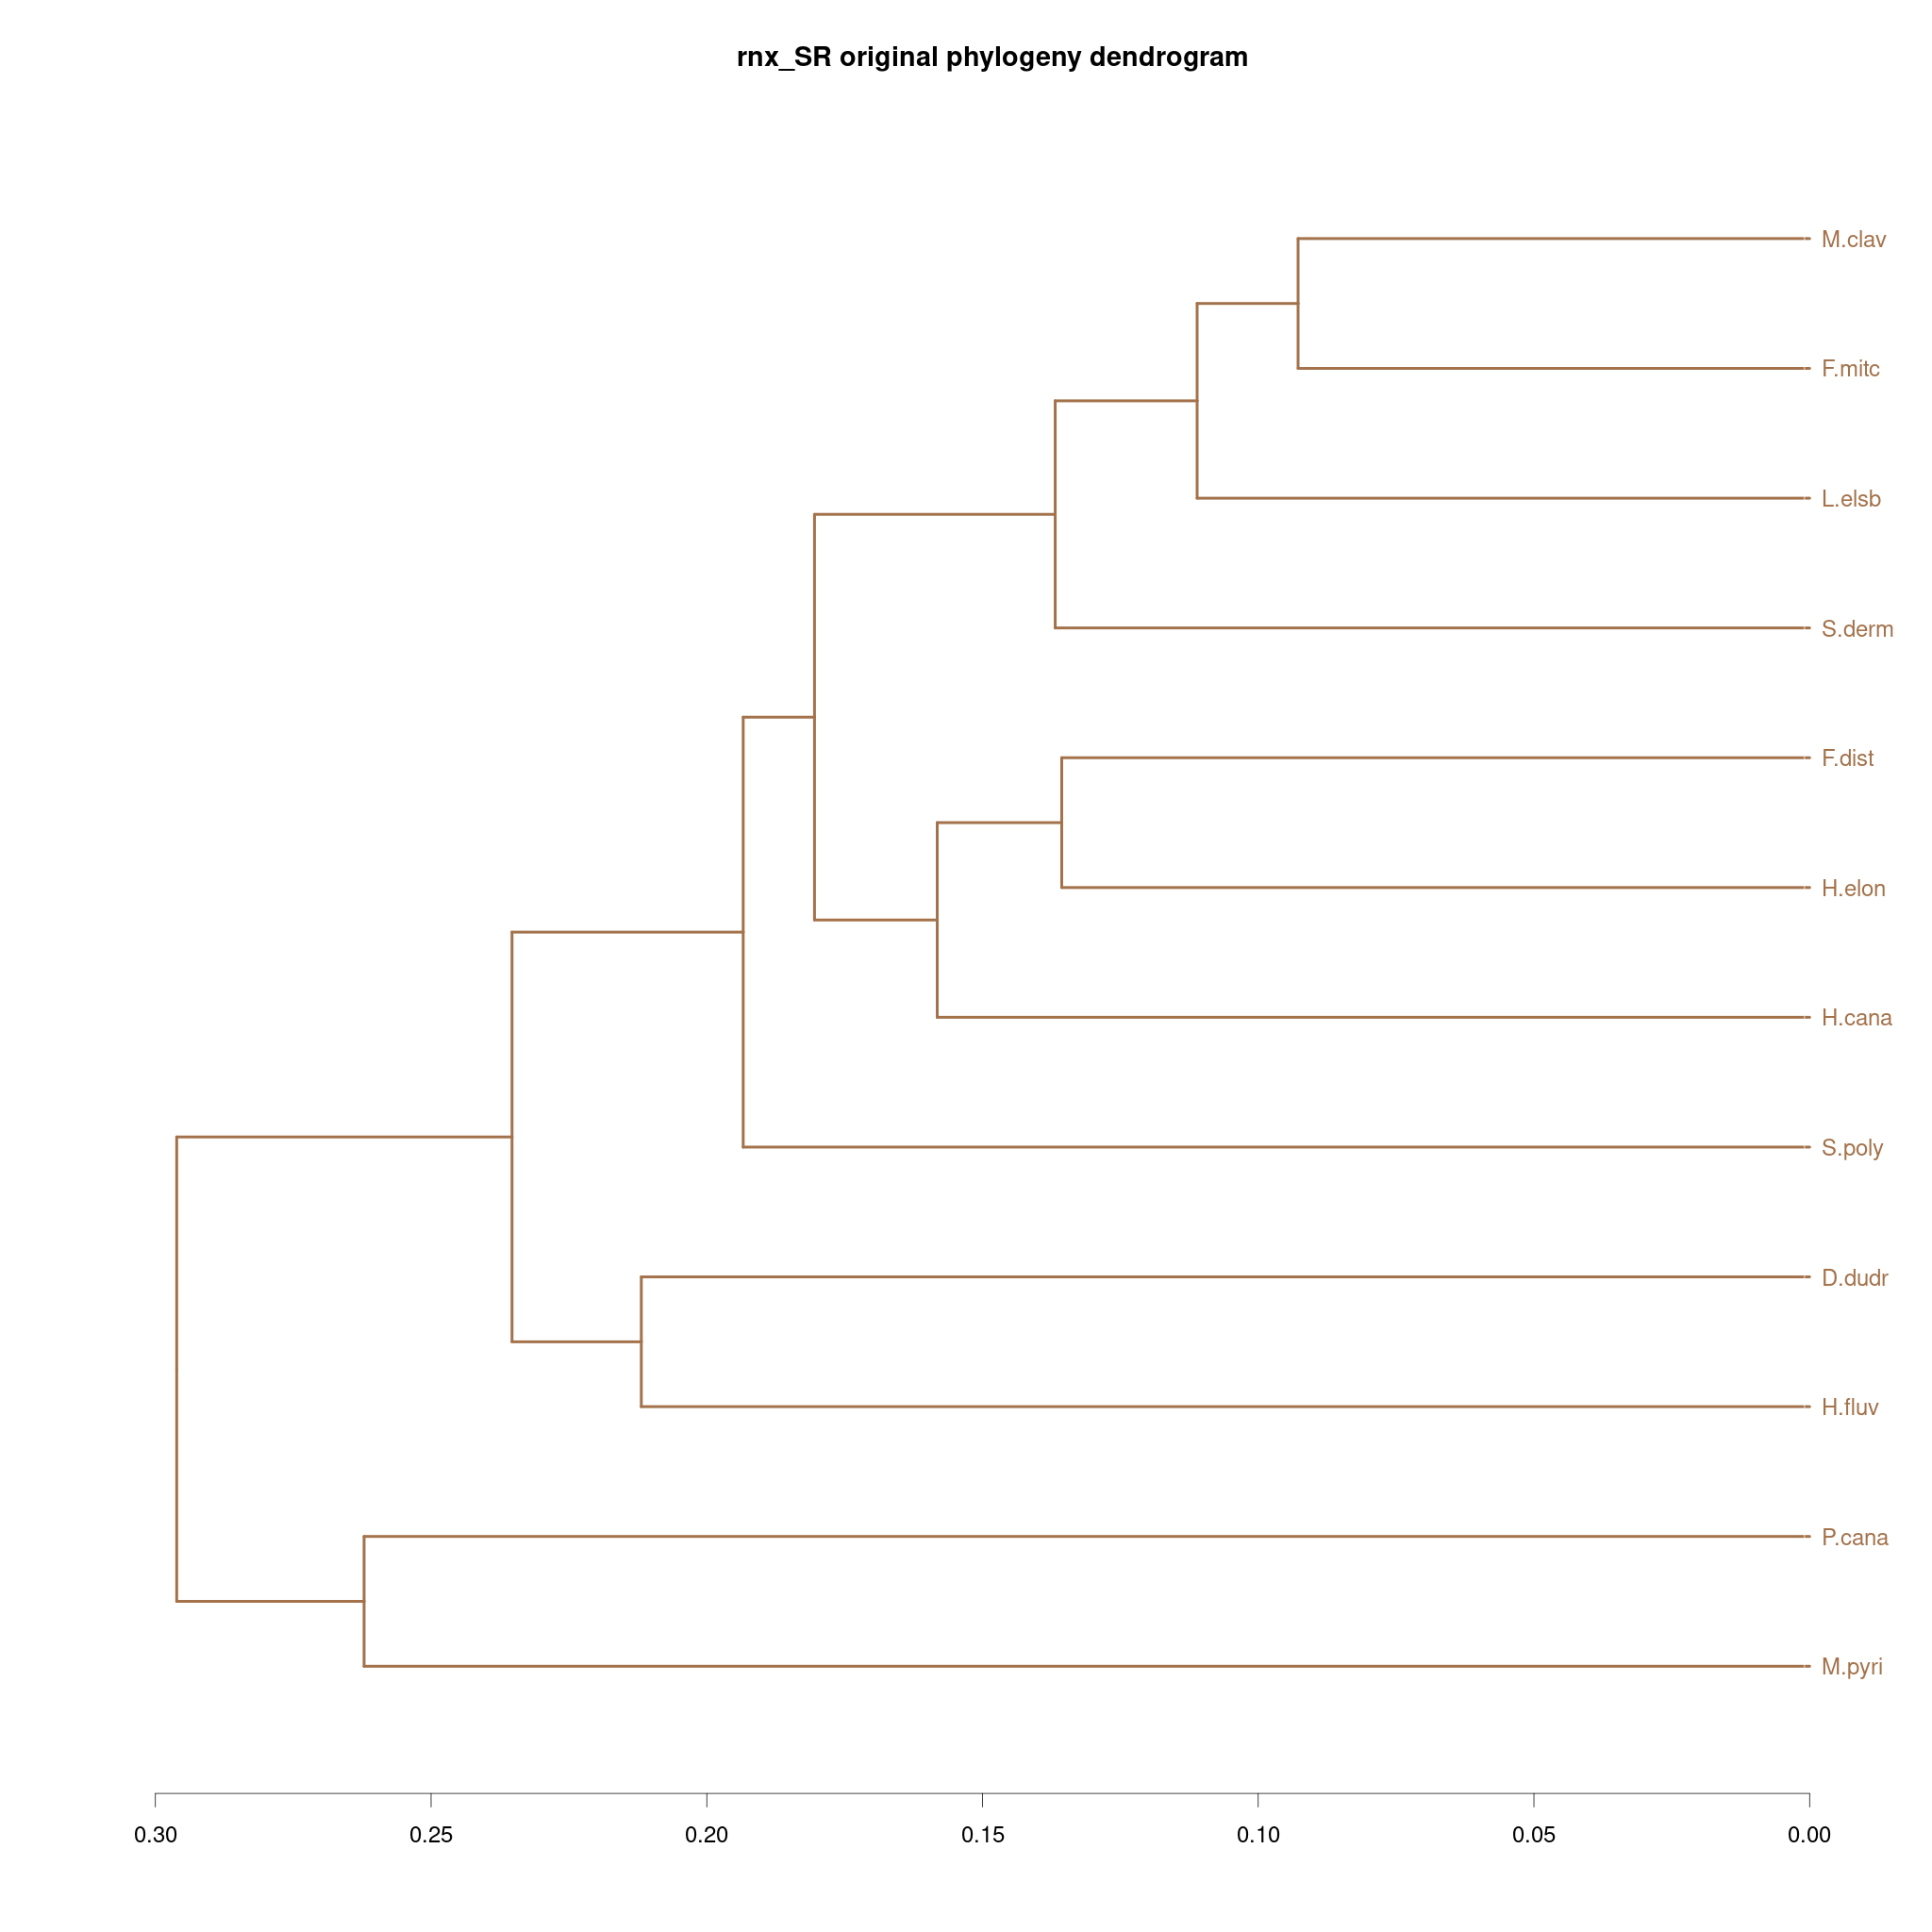 rnx_SR original phylogeny dendrogram
M.clav
F.mitc
L.elsb
S.derm
F.dist
H.elon
H.cana
S.poly
D.dudr
H.fluv
P.cana
M.pyri
0.30 0.25 0.20 0.15 0.10 0.05 0.00